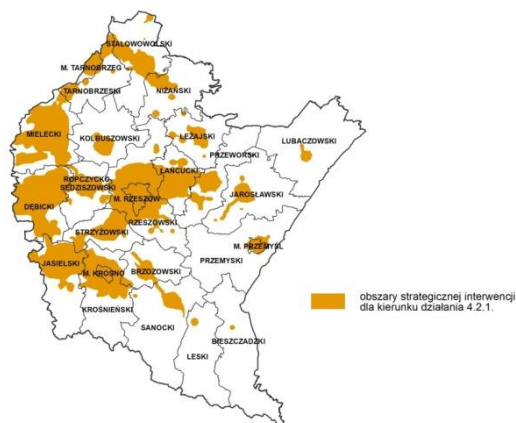 STALOWOWOLSKI
M. TARNOBRZEG
TARNOBRZESKI
NIŻAŃSKI
MIELECKI
KOLBUSZOWSKI
LEŻAJSKI
LUBACZOWSKI
PRZEWORSKI
ROPCZYCKO-
SĘDZISZOWSKI
ŁAŃCUCKI
JAROSŁAWSKI
DĘBICKI
M. RZESZÓW
RZESZOWSKI
STRZYŻOWSKI
M. PRZEMYŚL
PRZEMYSKI
JASIELSKI
M. KROSNO
BRZOZOWSKI
KROŚNIEŃSKI
SANOCKI
BIESZCZADZKI
LESKI
obszary strategicznej interwencji
dla kierunku działania 4.2.1.